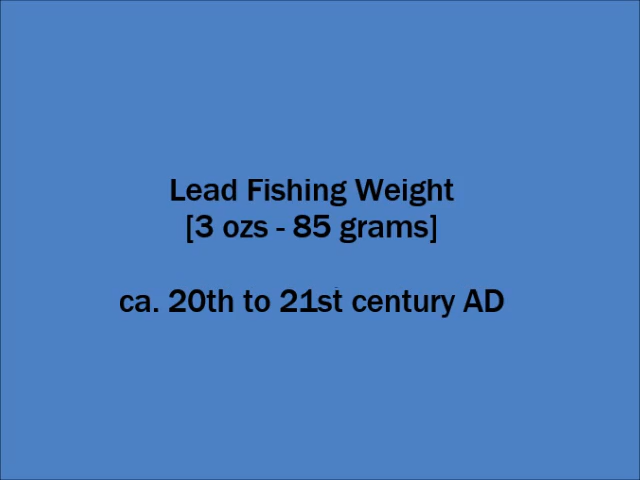 Lead Fishing Weight
[3 ozs - 85 grams]
ca. 20th to 21st century AD